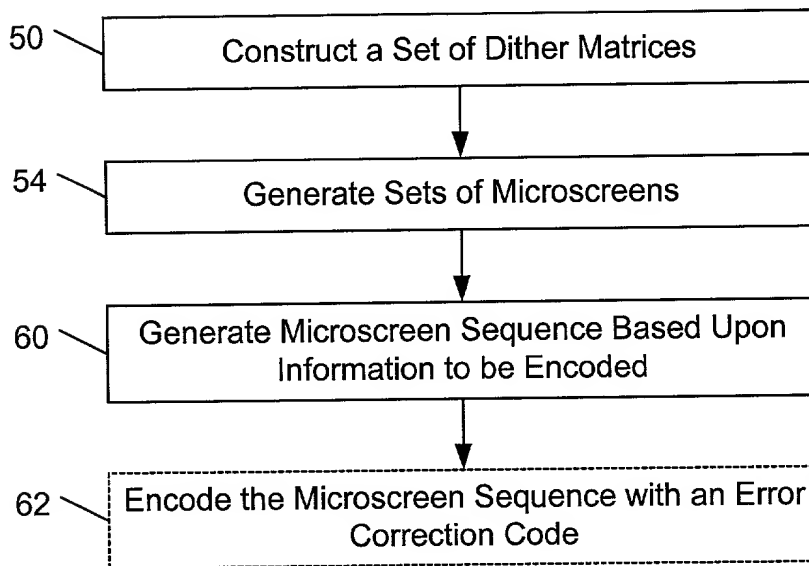 50
Construct a Set of Dither Matrices
54
Generate Sets of Microscreens
60
Generate Microscreen Sequence Based Upon
Information to be Encoded
62
Encode the Microscreen Sequence with an Error
Correction Code